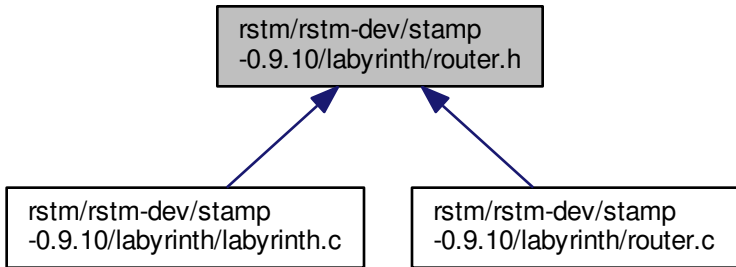 rstm/rstm-dev/stamp
-0.9.10/labyrinth/router.h
rstm/rstm-dev/stamp
-0.9.10/labyrinth/labyrinth.c
rstm/rstm-dev/stamp
-0.9.10/labyrinth/router.c